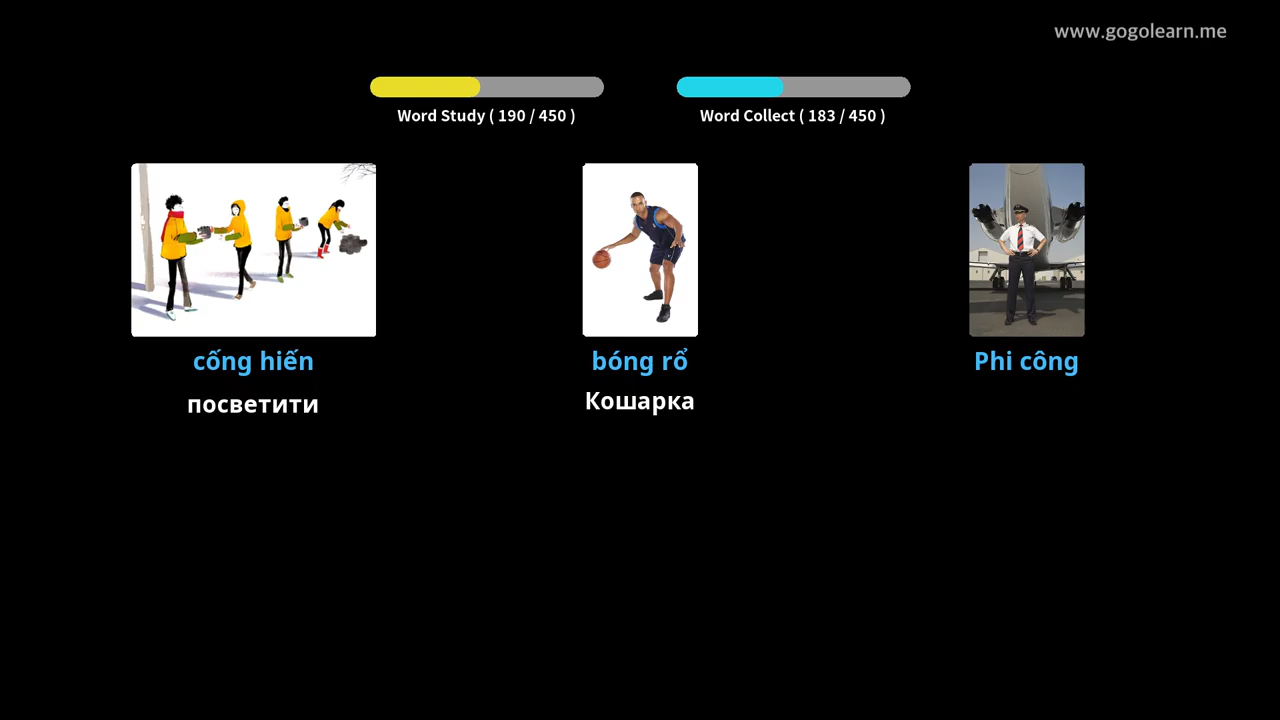 www.gogolearn.me
Word Study ( 190 / 450 )
Word Collect ( 183 / 450 )
cống hiến
bóng rổ
Phi công
посветити
Кошарка